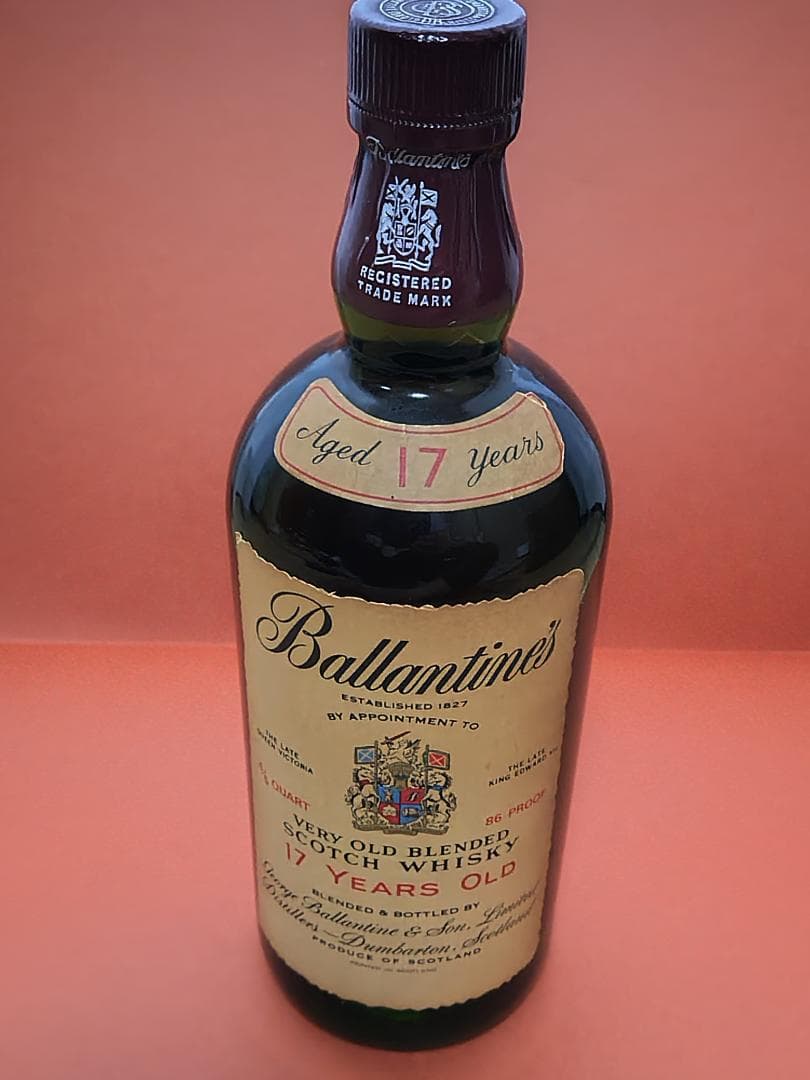 Ballantine's
REGISTERED
TRADE MARK
Aged 17 Years
Ballantine's
ESTABLISHED 1827
BY APPOINTMENT TO
THE LATE
QUEEN VICTORIA
THE LATE
KING EDWARD VII
4/5 QUART
86 PROOF
VERY OLD BLENDED
SCOTCH WHISKY
17 YEARS OLD
BLENDED & BOTTLED BY
George Ballantine & Son, Limited
Distillers - Dumbarton, Scotland
PRODUCE OF SCOTLAND